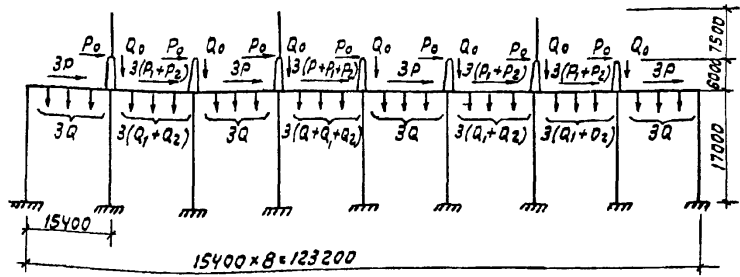 P₀ Q₀ P₀ Q₀ P₀ Q₀ P₀ Q₀ P₀ Q₀ P₀ Q₀ P₀ Q₀
3P 3(P₁+P₂) 3P 3(P+P₁+P₂) 3P 3(P₁+P₂) 3(P₁+P₂) 3P
3Q 3(Q₁+Q₂) 3Q 3(Q+Q₁+Q₂) 3Q 3(Q₁+Q₂) 3(Q₁+Q₂) 3Q
7500
6000
17000
15400
15400×8=123200